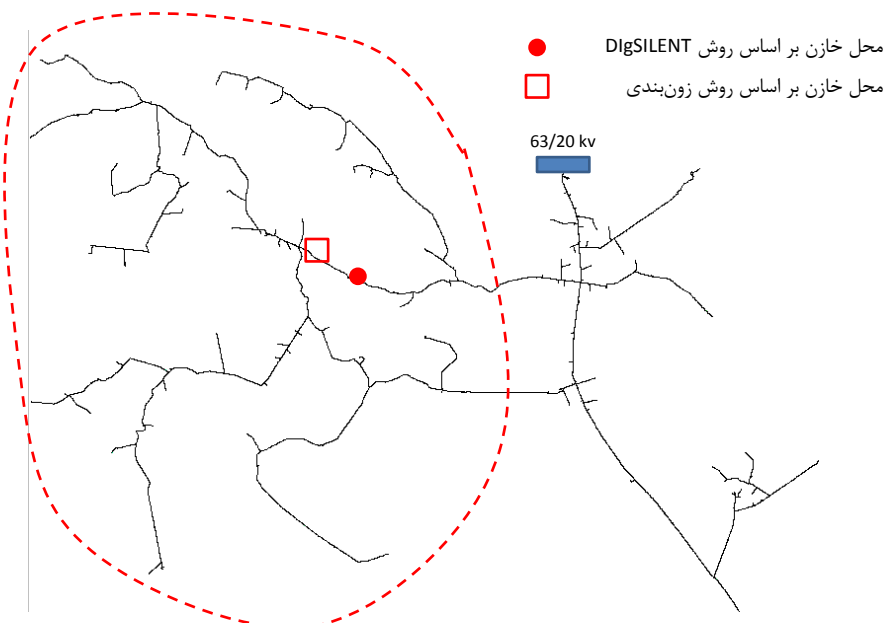 محل خازن بر اساس روش DIgSILENT
محل خازن بر اساس روش زون‌بندی
63/20 kv